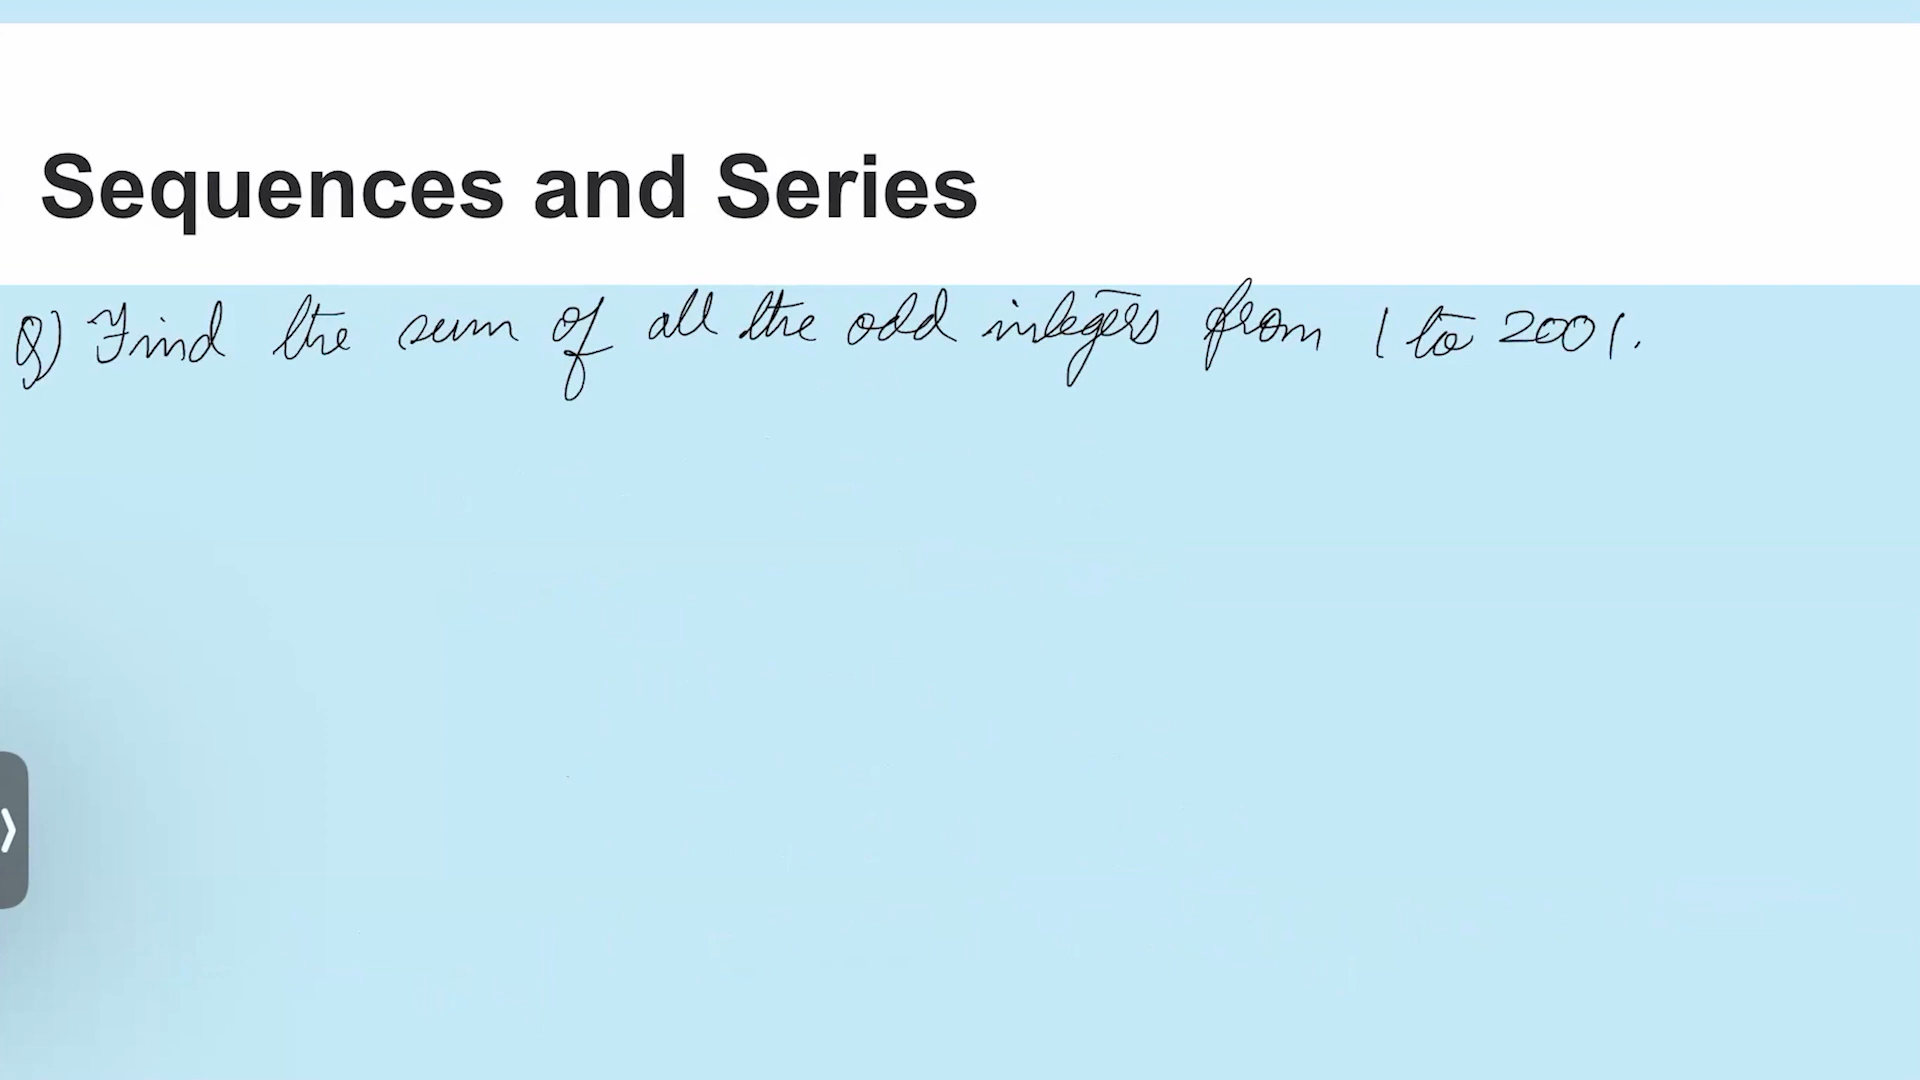 Sequences and Series
Q) Find the sum of all the odd integers from 1 to 2001.